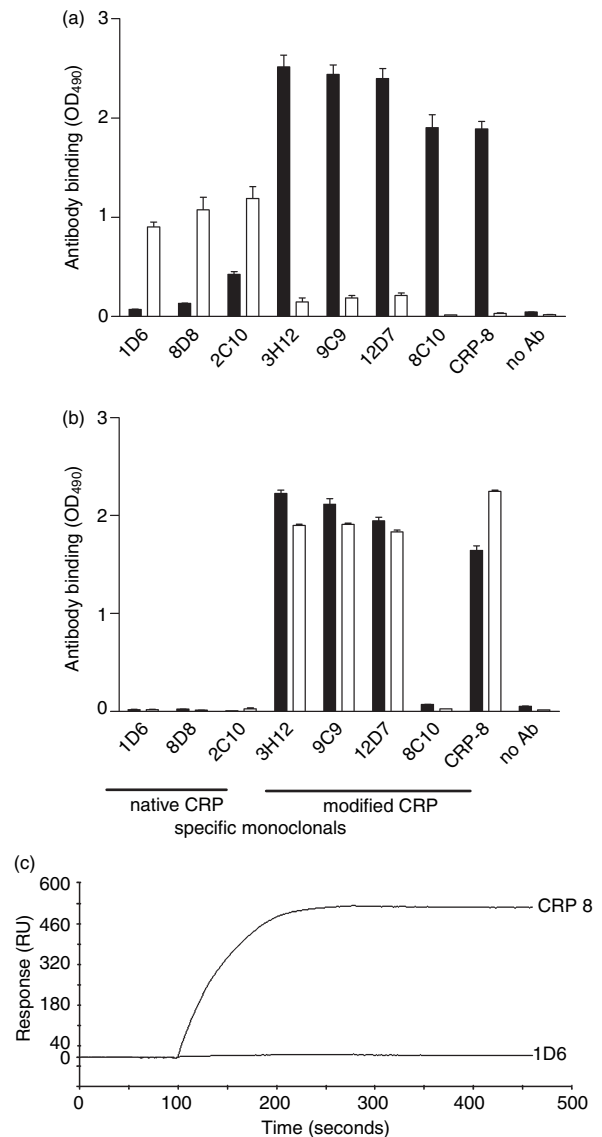 (a)
Antibody binding (OD490)
3
2
1
0
1D6 8D8 2C10 3H12 9C9 12D7 8C10 CRP-8 no Ab
(b)
Antibody binding (OD490)
3
2
1
0
1D6 8D8 2C10 3H12 9C9 12D7 8C10 CRP-8 no Ab
native CRP modified CRP
specific monoclonals
(c)
Response (RU)
600
460
320
180
40
0
CRP 8
1D6
0 100 200 300 400 500
Time (seconds)